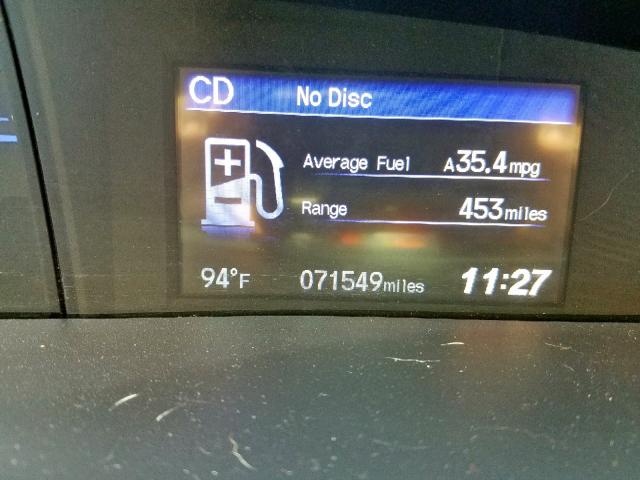 CD No Disc
Average Fuel A35.4mpg
Range 453miles
94°F 071549miles 11:27